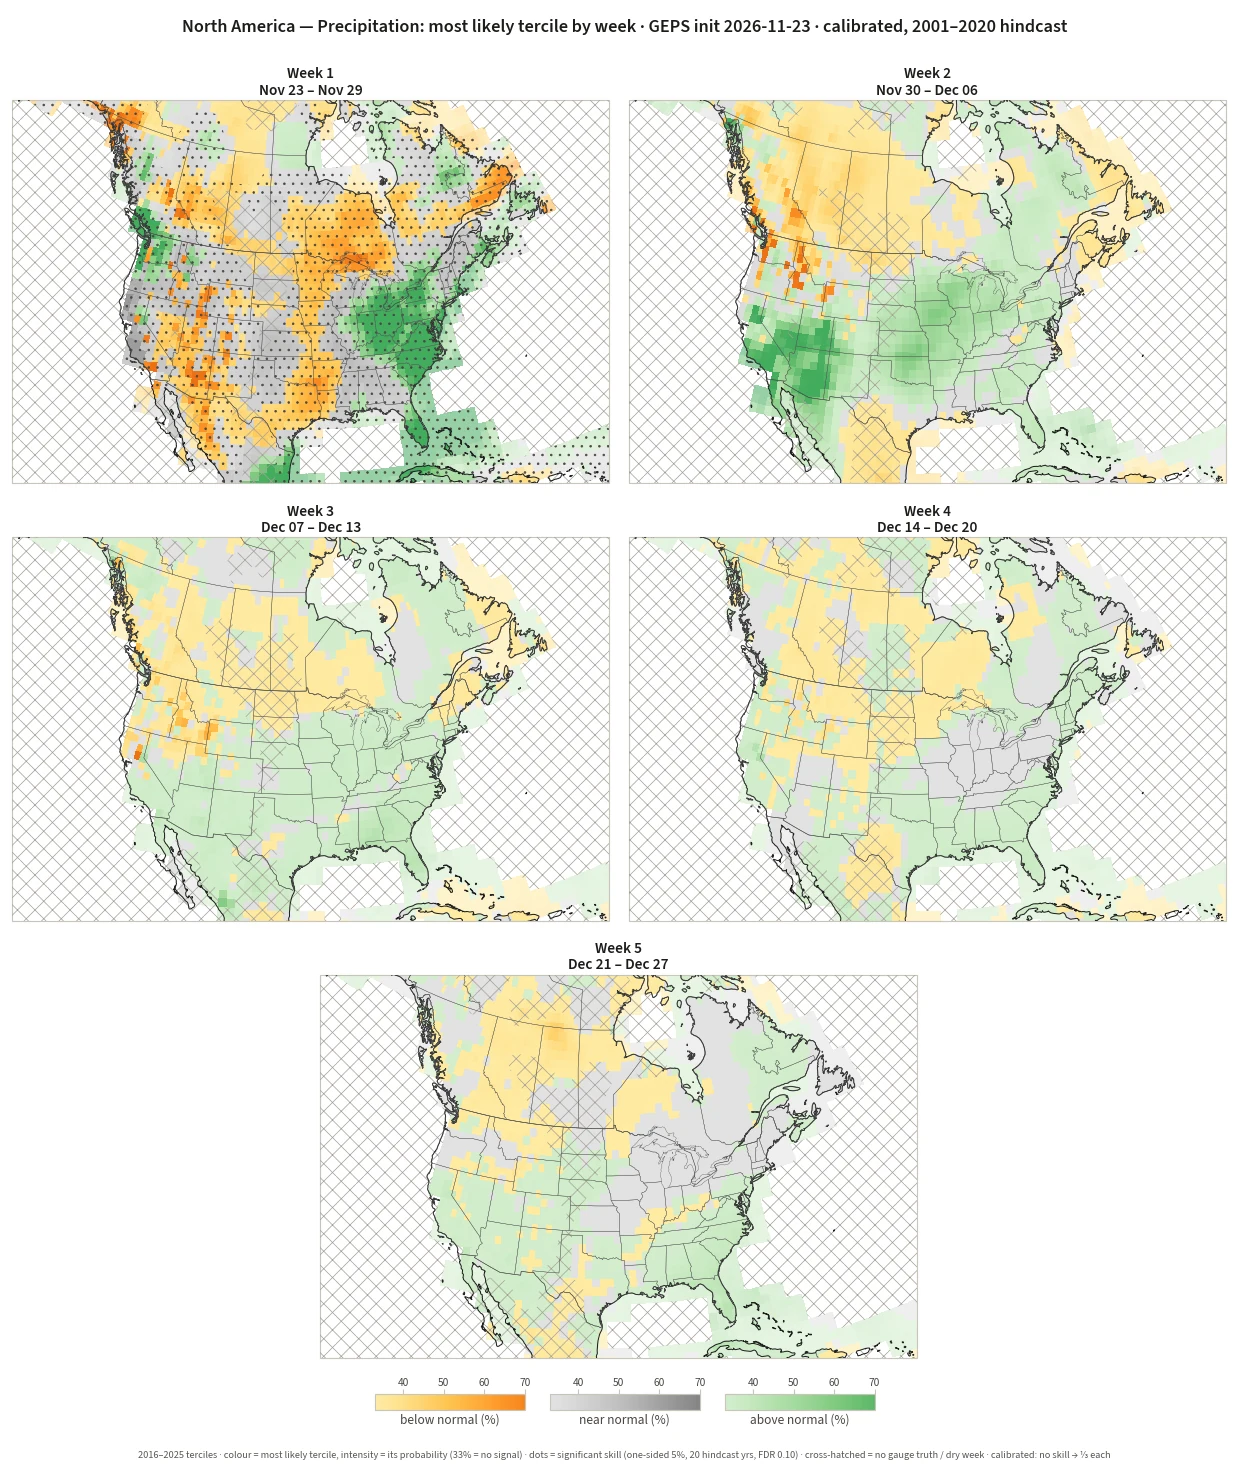 North America — Precipitation: most likely tercile by week · GEPS init 2026-11-23 · calibrated, 2001–2020 hindcast
Week 1
Nov 23 – Nov 29
Week 2
Nov 30 – Dec 06
Week 3
Dec 07 – Dec 13
Week 4
Dec 14 – Dec 20
Week 5
Dec 21 – Dec 27
40 50 60 70
below normal (%)
40 50 60 70
near normal (%)
40 50 60 70
above normal (%)
2016–2025 terciles · colour = most likely tercile, intensity = its probability (33% = no signal) · dots = significant skill (one-sided 5%, 20 hindcast yrs, FDR 0.10) · cross-hatched = no gauge truth / dry week · calibrated: no skill → ⅓ each